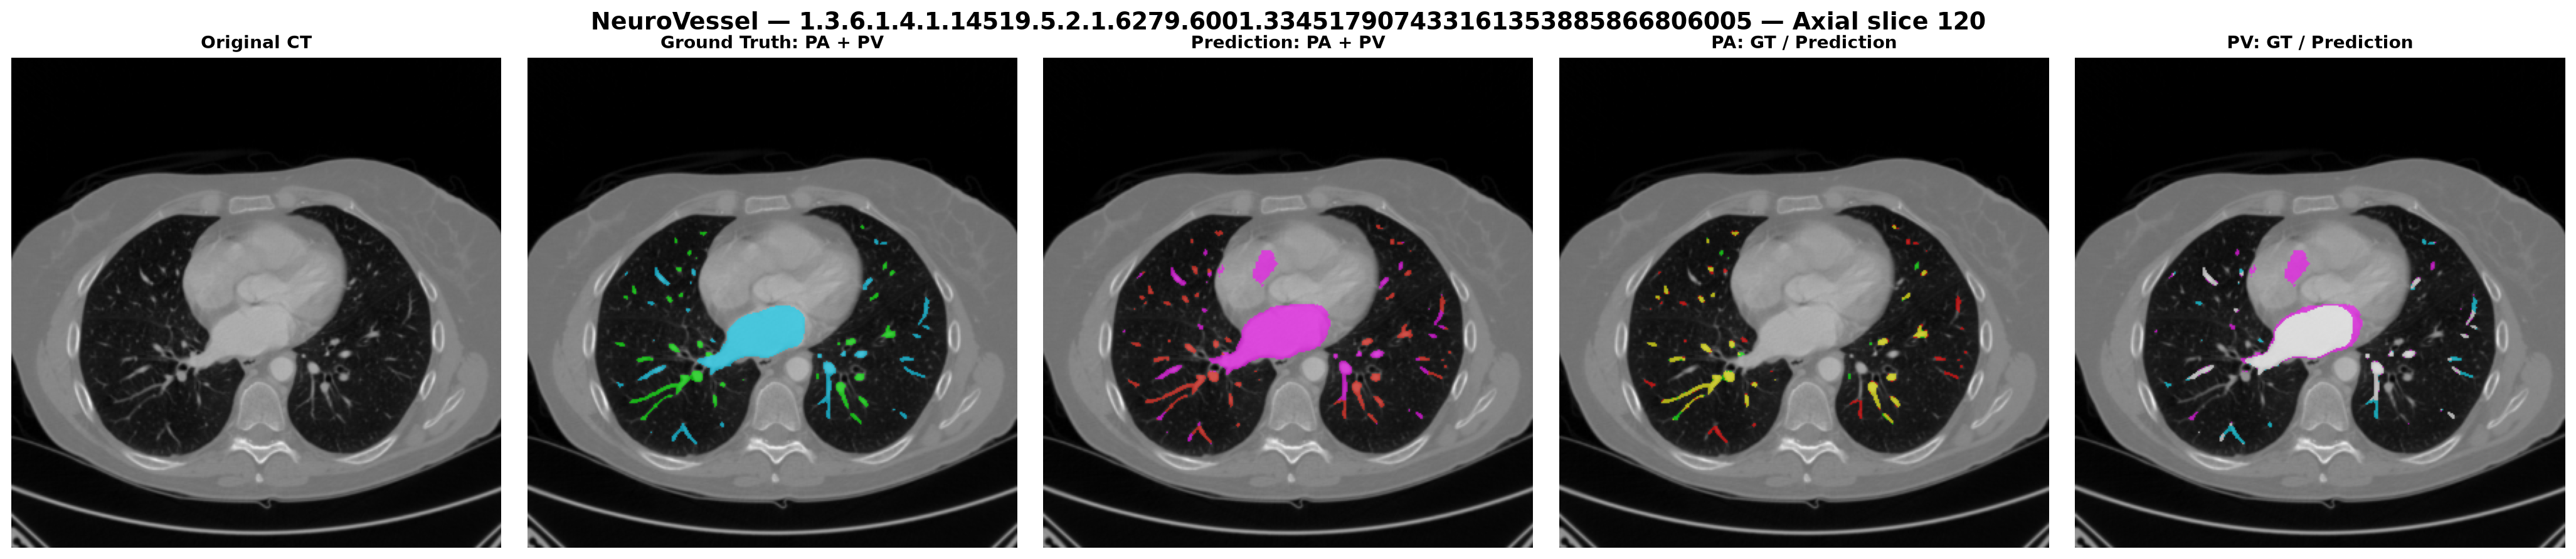 NeuroVessel — 1.3.6.1.4.1.14519.5.2.1.6279.6001.334517907433161353885866806005 — Axial slice 120
Original CT
Ground Truth: PA + PV
Prediction: PA + PV
PA: GT / Prediction
PV: GT / Prediction